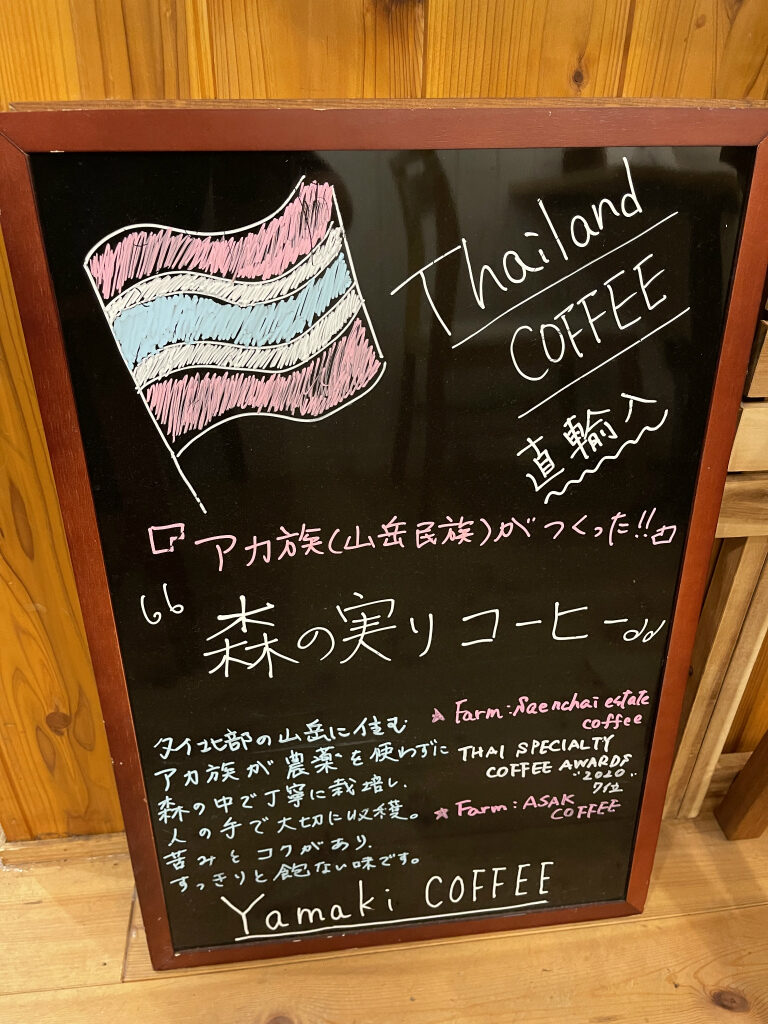 Thailand
COFFEE
直輸入
『アカ族(山岳民族)がつくった!!』
“森の実りコーヒー”
タイ北部の山岳に住む
アカ族が農薬を使わずに
森の中で丁寧に栽培し、
人の手で大切に収穫。
苦みとコクがあり、
すっきりと飽ない味です。
★ Farm: Saenchai estate
coffee
THAI SPECIALTY
COFFEE AWARDS
"2020"
7位
★ Farm: ASAK
COFFEE
Yamaki COFFEE